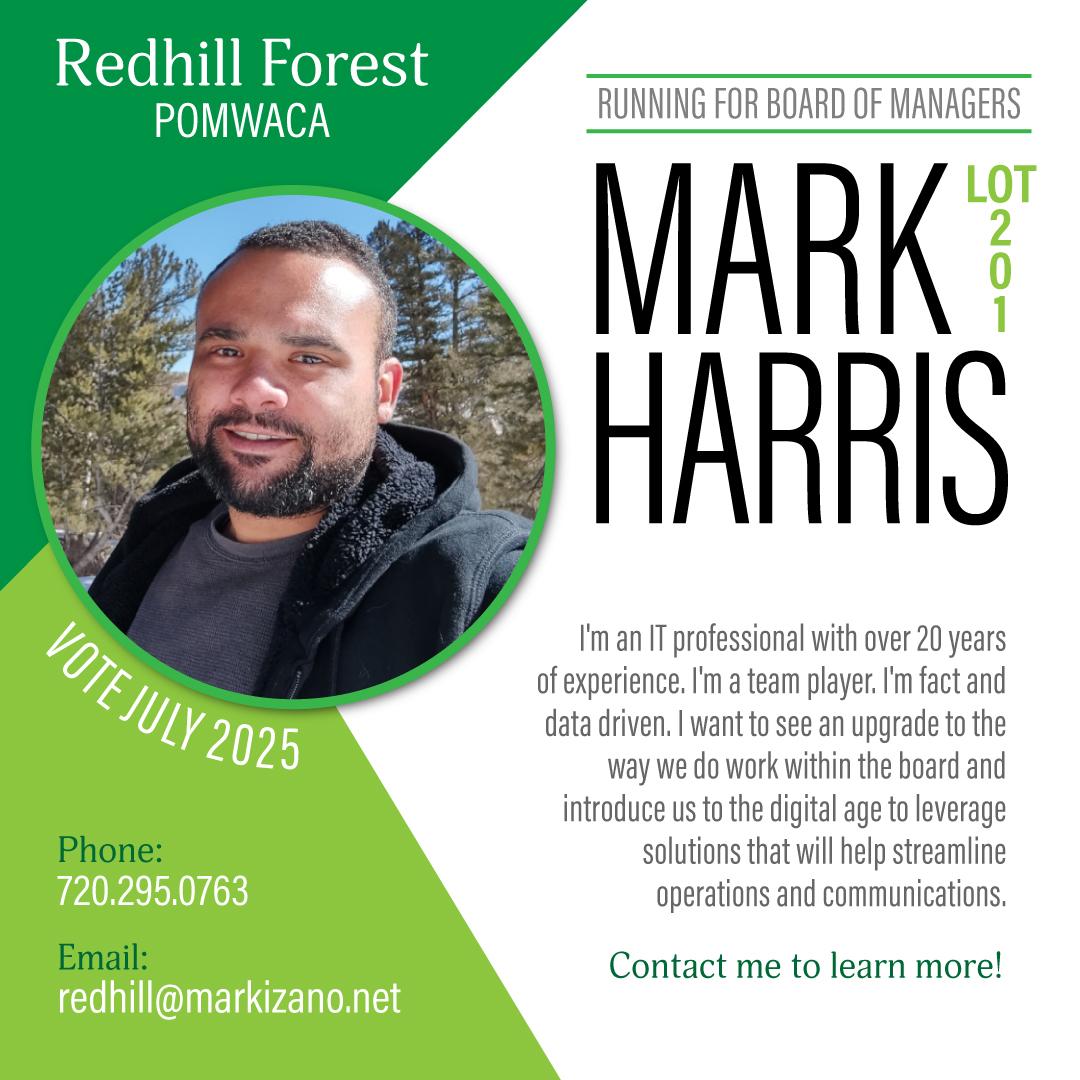 Redhill Forest
POMWACA
RUNNING FOR BOARD OF MANAGERS
MARK
HARRIS
LOT
2
0
1
VOTE JULY 2025
I'm an IT professional with over 20 years
of experience. I'm a team player. I'm fact and
data driven. I want to see an upgrade to the
way we do work within the board and
introduce us to the digital age to leverage
solutions that will help streamline
operations and communications.
Contact me to learn more!
Phone:
720.295.0763
Email:
redhill@markizano.net